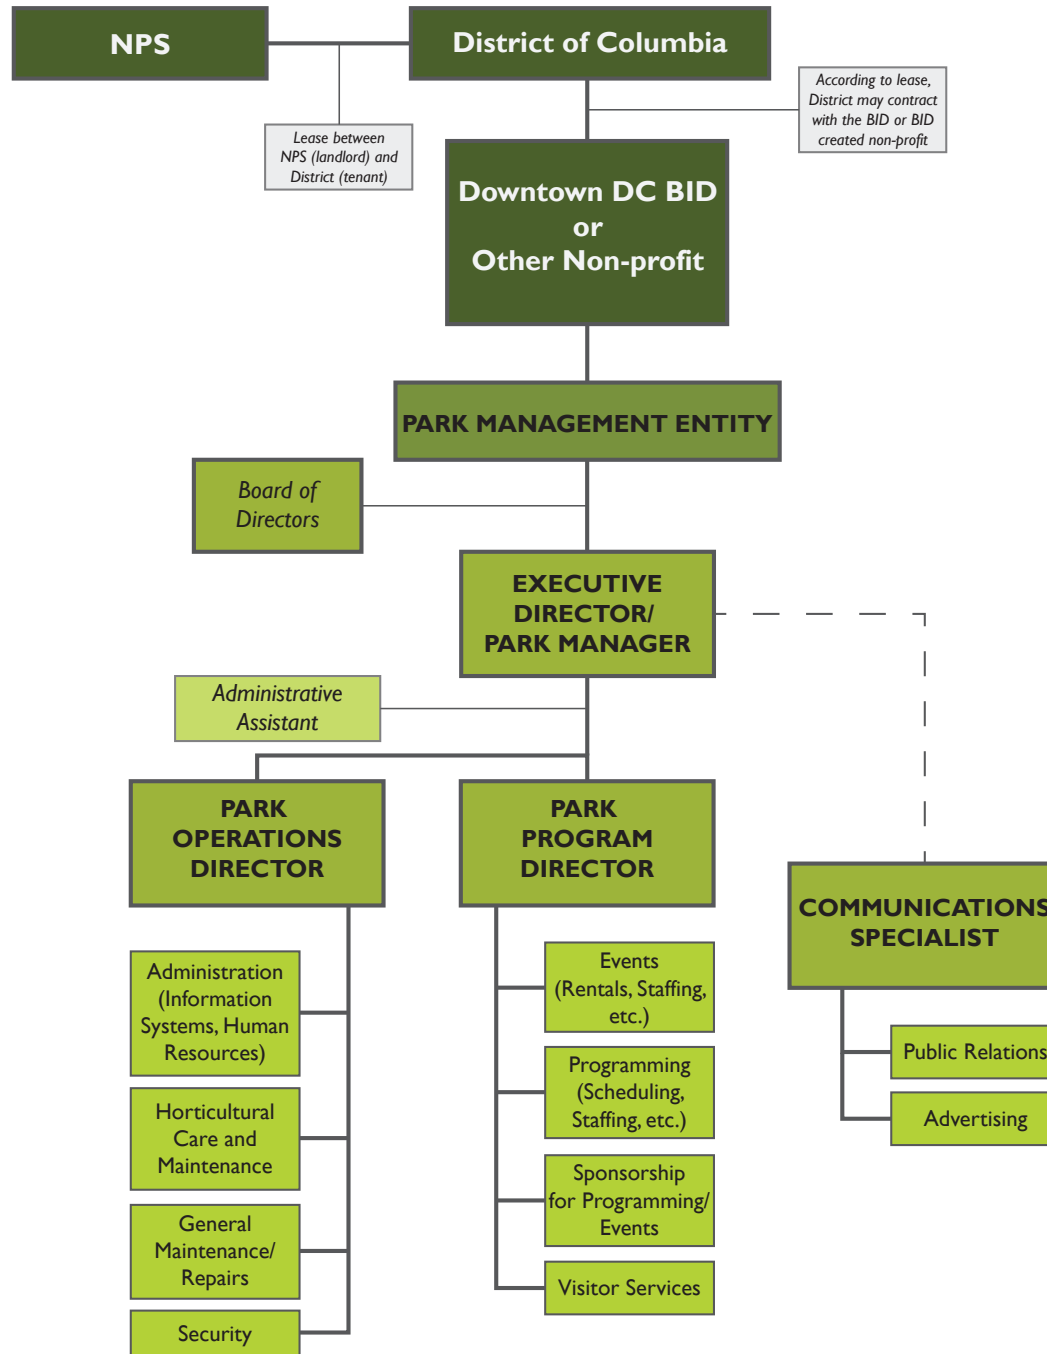 NPS
District of Columbia
Lease between
NPS (landlord) and
District (tenant)
According to lease,
District may contract
with the BID or BID
created non-profit
Downtown DC BID
or
Other Non-profit
PARK MANAGEMENT ENTITY
Board of
Directors
EXECUTIVE
DIRECTOR/
PARK MANAGER
Administrative
Assistant
PARK
OPERATIONS
DIRECTOR
PARK
PROGRAM
DIRECTOR
COMMUNICATIONS
SPECIALIST
Administration
(Information
Systems, Human
Resources)
Horticultural
Care and
Maintenance
General
Maintenance/
Repairs
Security
Events
(Rentals, Staffing,
etc.)
Programming
(Scheduling,
Staffing, etc.)
Sponsorship
for Programming/
Events
Visitor Services
Public Relations
Advertising